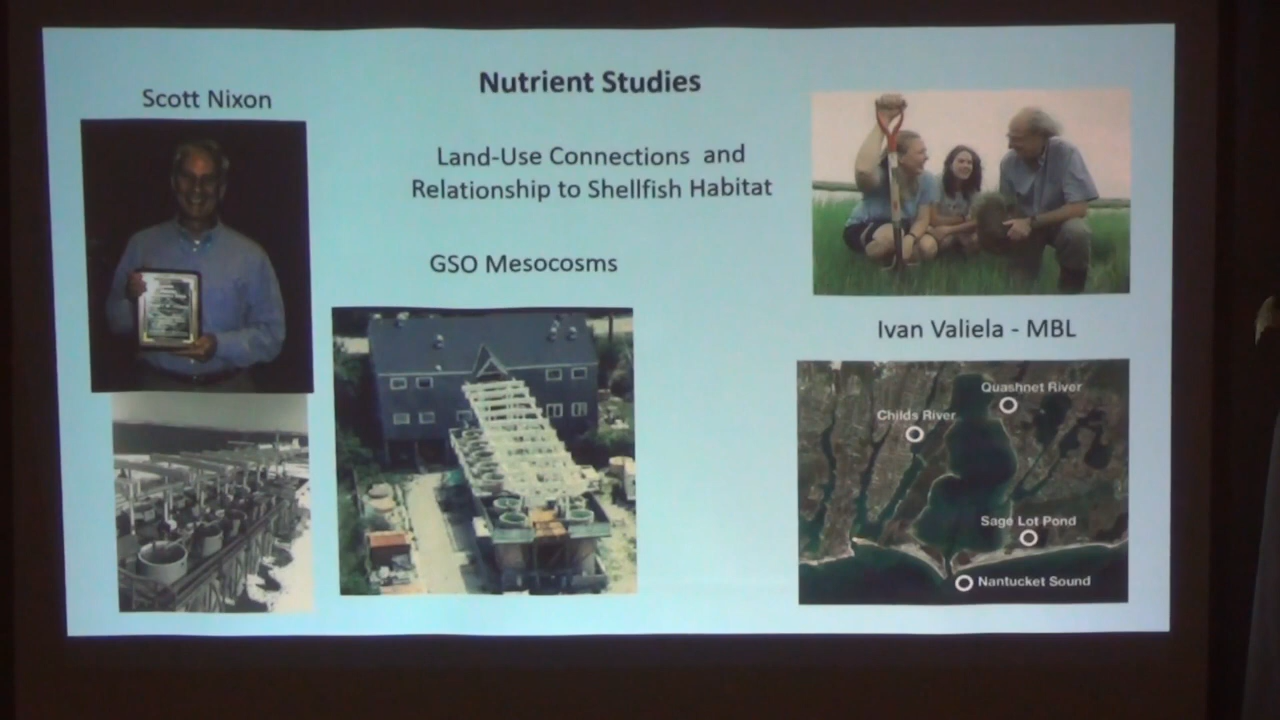 Nutrient Studies
Scott Nixon
Land-Use Connections and
Relationship to Shellfish Habitat
GSO Mesocosms
Ivan Valiela - MBL
Quashnet River
Childs River
Sage Lot Pond
Nantucket Sound